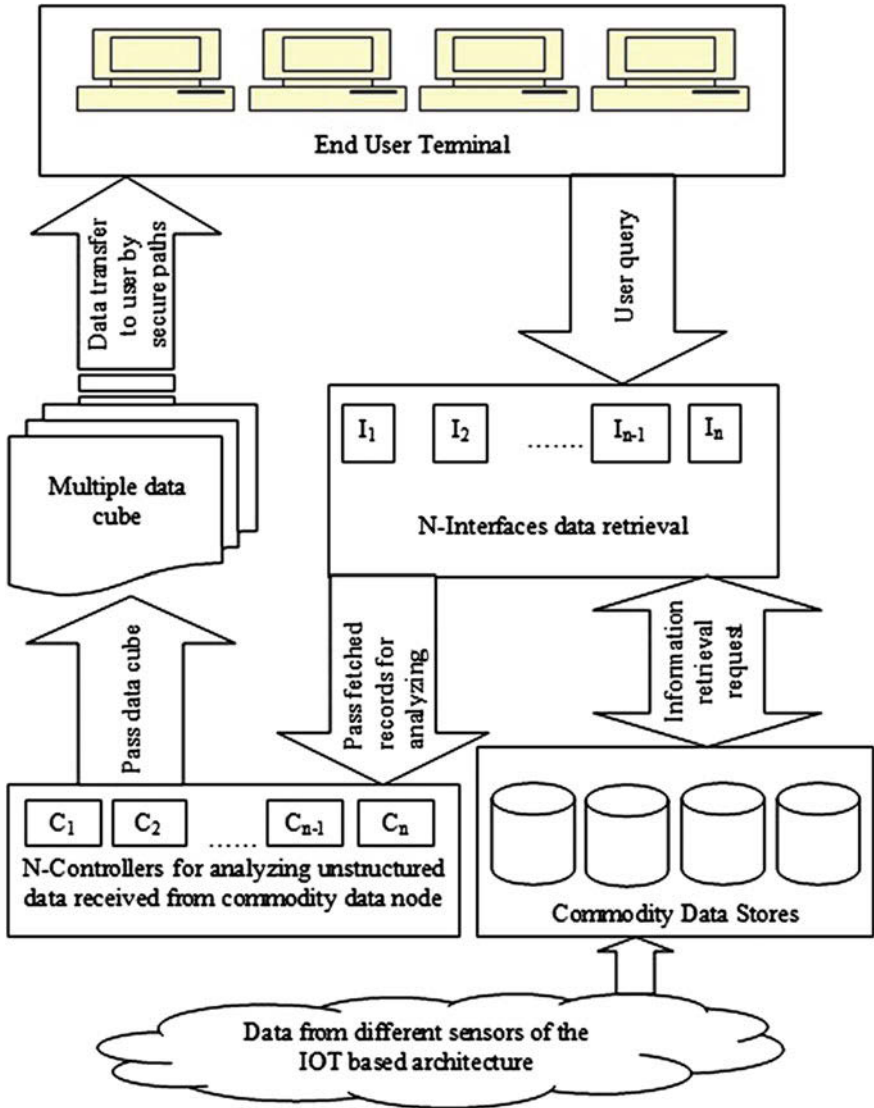 End User Terminal
Data transfer
to user by
secure paths
User query
I1
I2
.......
In-1
In
N-Interfaces data retrieval
Multiple data
cube
Pass data cube
Pass fetched
records for
analyzing
Information
retrieval
request
C1
C2
......
Cn-1
Cn
N-Controllers for analyzing unstructured
data received from commodity data node
Commodity Data Stores
Data from different sensors of the
IOT based architecture